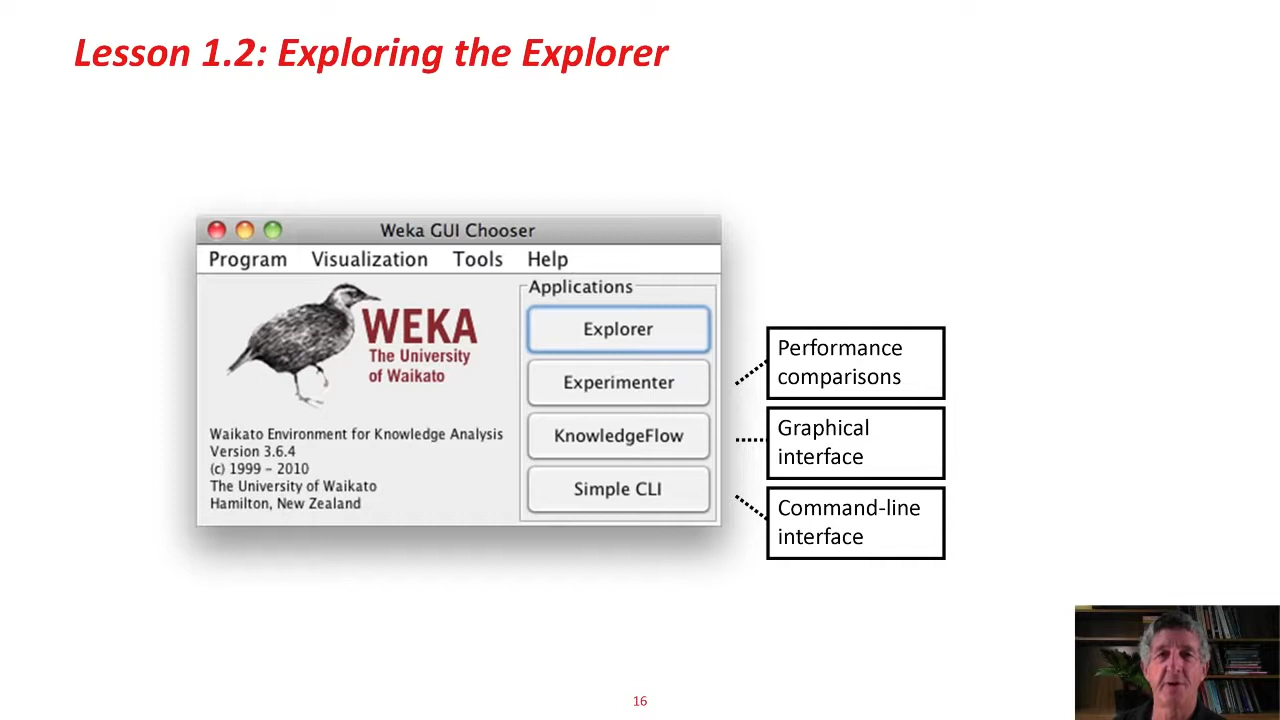 Lesson 1.2: Exploring the Explorer
Weka GUI Chooser
Program Visualization Tools Help
Applications
WEKA
The University
of Waikato
Explorer
Experimenter
KnowledgeFlow
Simple CLI
Waikato Environment for Knowledge Analysis
Version 3.6.4
(c) 1999 - 2010
The University of Waikato
Hamilton, New Zealand
Performance
comparisons
Graphical
interface
Command-line
interface
16